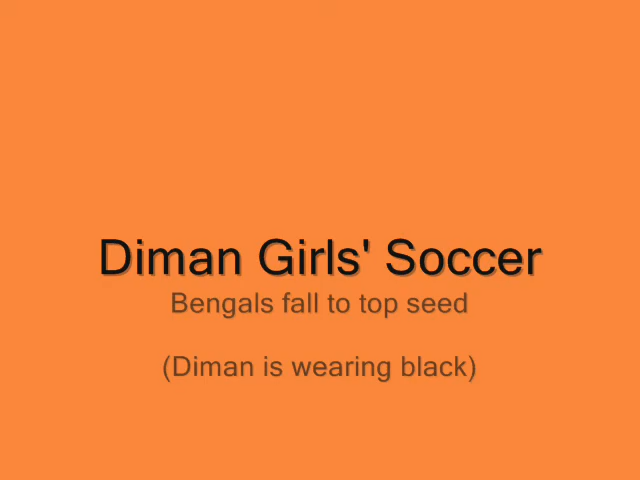 Diman Girls' Soccer
Bengals fall to top seed
(Diman is wearing black)